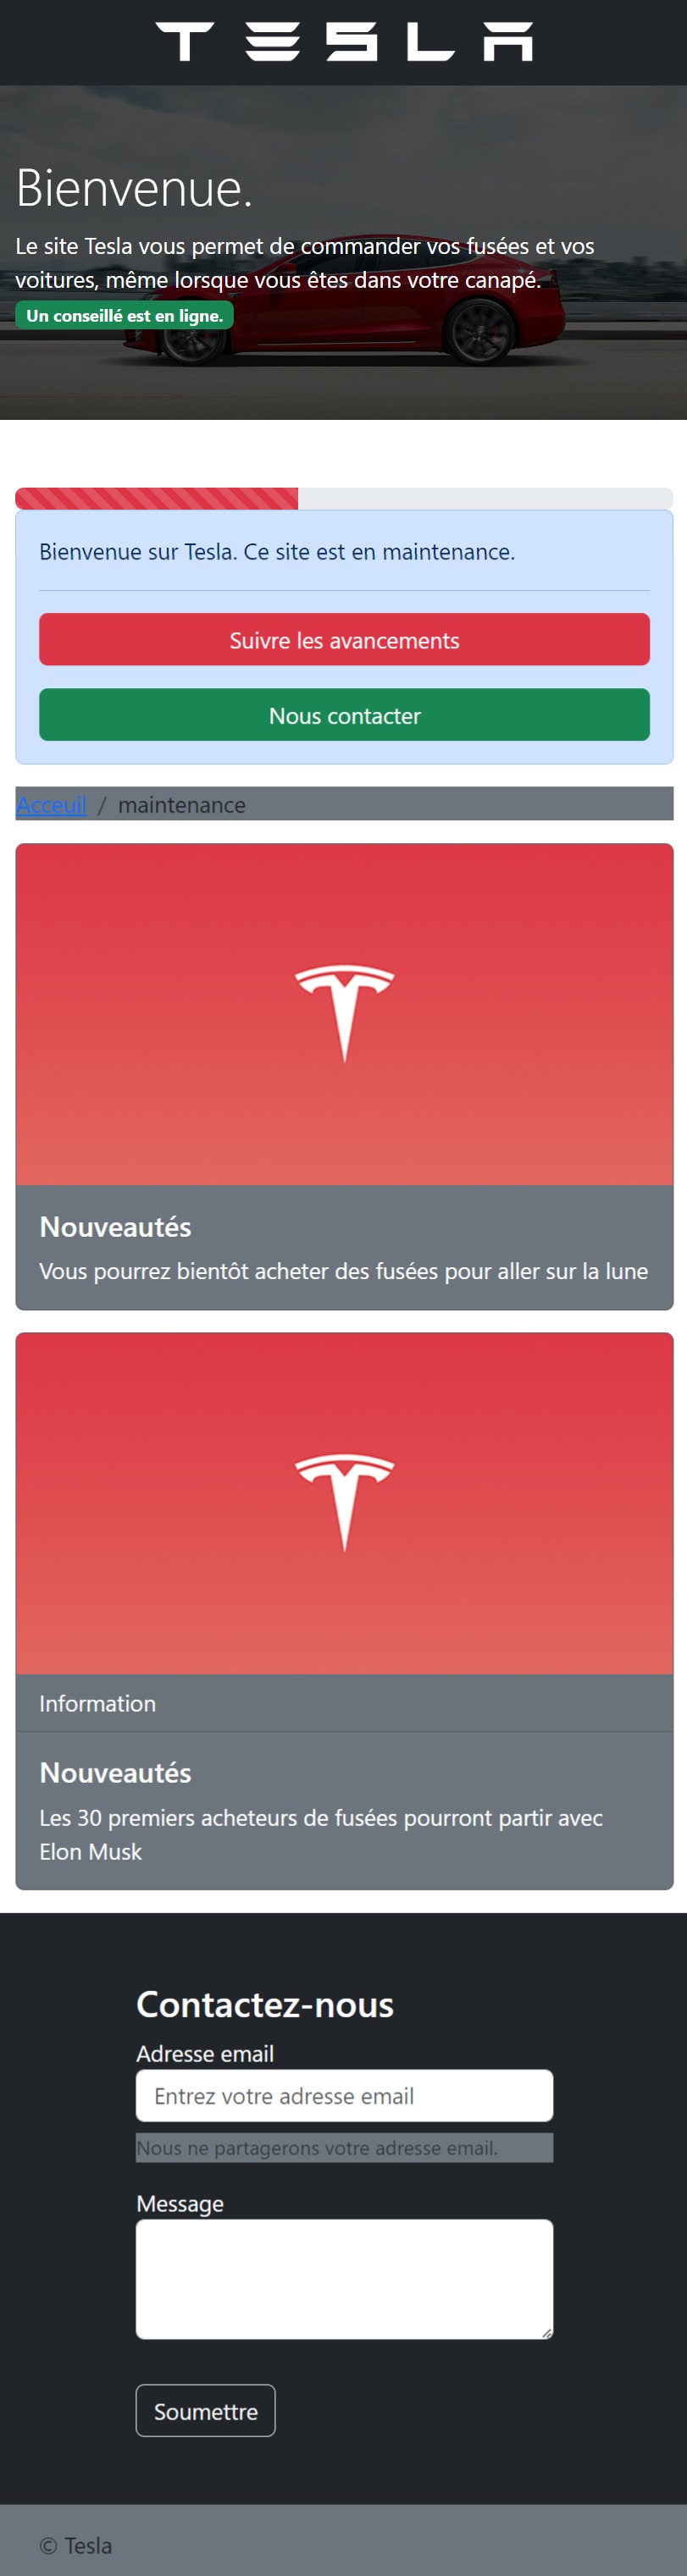 TESLA
Bienvenue.
Le site Tesla vous permet de commander vos fusées et vos
voitures, même lorsque vous êtes dans votre canapé.
Un conseillé est en ligne.
Bienvenue sur Tesla. Ce site est en maintenance.
Suivre les avancements
Nous contacter
Acceuil / maintenance
Nouveautés
Vous pourrez bientôt acheter des fusées pour aller sur la lune
Information
Nouveautés
Les 30 premiers acheteurs de fusées pourront partir avec
Elon Musk
Contactez-nous
Adresse email
Entrez votre adresse email
Nous ne partagerons votre adresse email.
Message
Soumettre
© Tesla